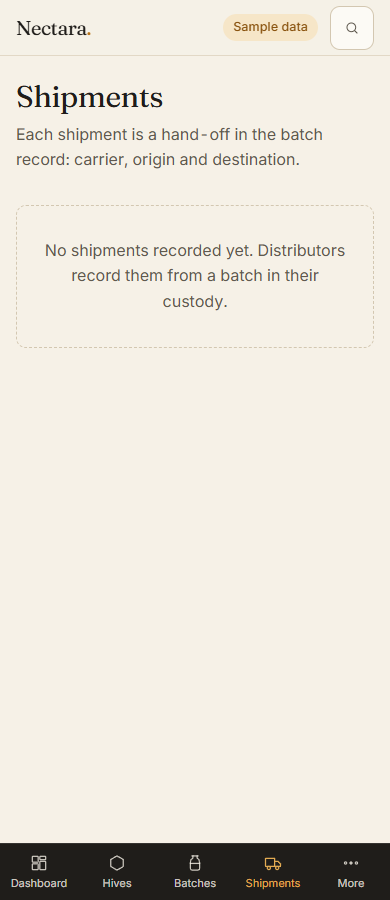 Nectara.
Sample data
Shipments
Each shipment is a hand-off in the batch
record: carrier, origin and destination.
No shipments recorded yet. Distributors
record them from a batch in their
custody.
Dashboard
Hives
Batches
Shipments
More